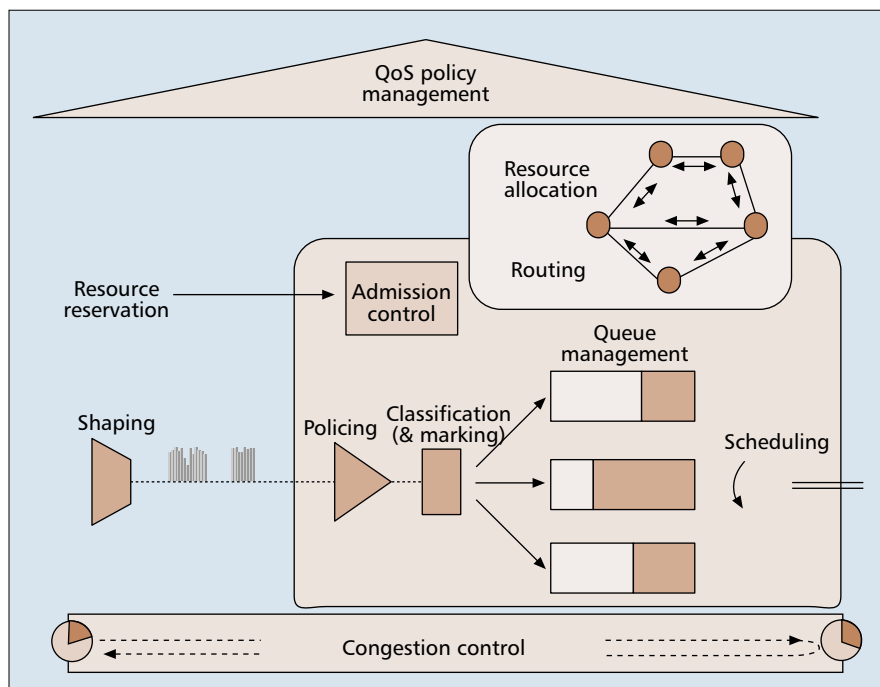 QoS policy
management
Resource
allocation
Routing
Resource
reservation
Admission
control
Queue
management
Shaping
Policing
Classification
(& marking)
Scheduling
Congestion control